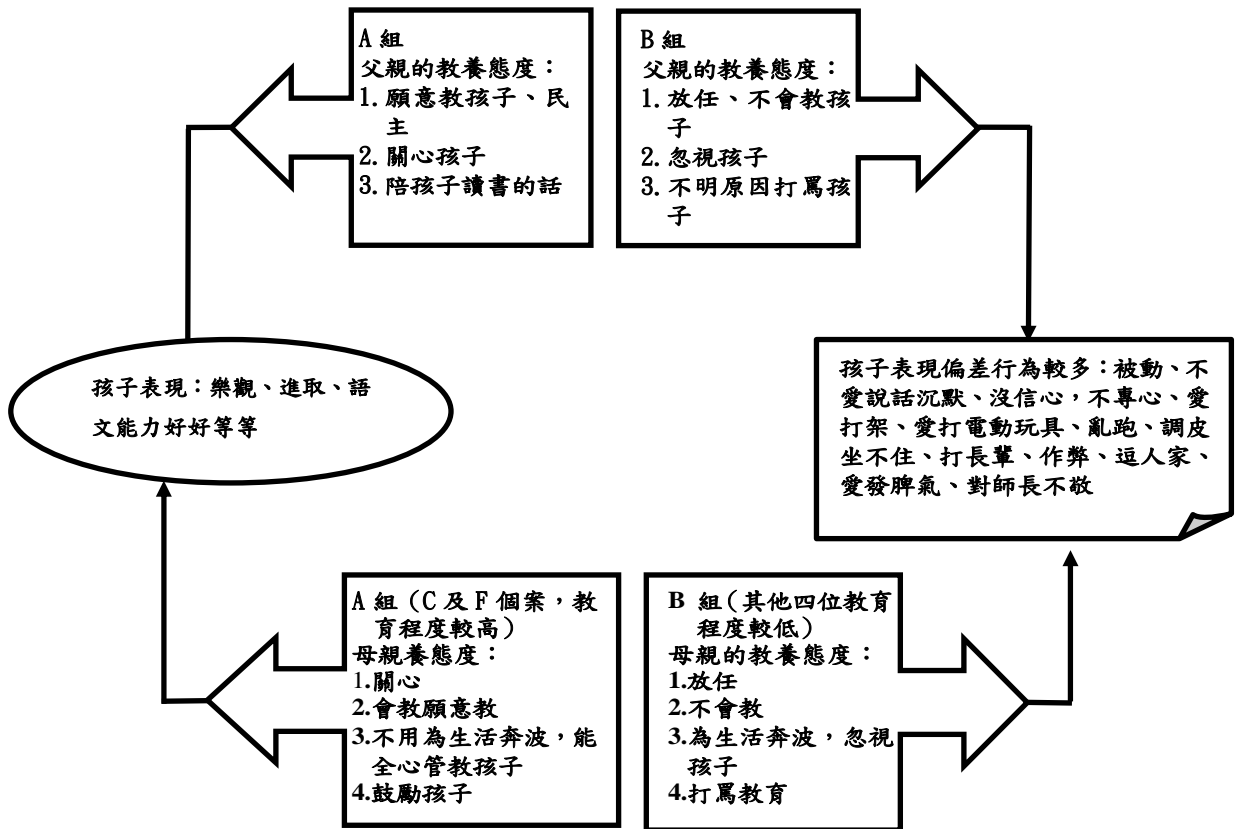 A 組
父親的教養態度：
1. 願意教孩子、民
主
2. 關心孩子
3. 陪孩子讀書的話
B 組
父親的教養態度：
1. 放任、不會教孩
子
2. 忽視孩子
3. 不明原因打罵孩
子
孩子表現：樂觀、進取、語
文能力好好等等
孩子表現偏差行為較多：被動、不
愛說話沉默、沒信心，不專心、愛
打架、愛打電動玩具、亂跑、調皮
坐不住、打長輩、作弊、逗人家、
愛發脾氣、對師長不敬
A 組（C 及 F 個案，教
育程度較高）
母親養態度：
1.關心
2.會教願意教
3.不用為生活奔波，能
全心管教孩子
4.鼓勵孩子
B 組（其他四位教育
程度較低）
母親的教養態度：
1.放任
2.不會教
3.為生活奔波，忽視
孩子
4.打罵教育